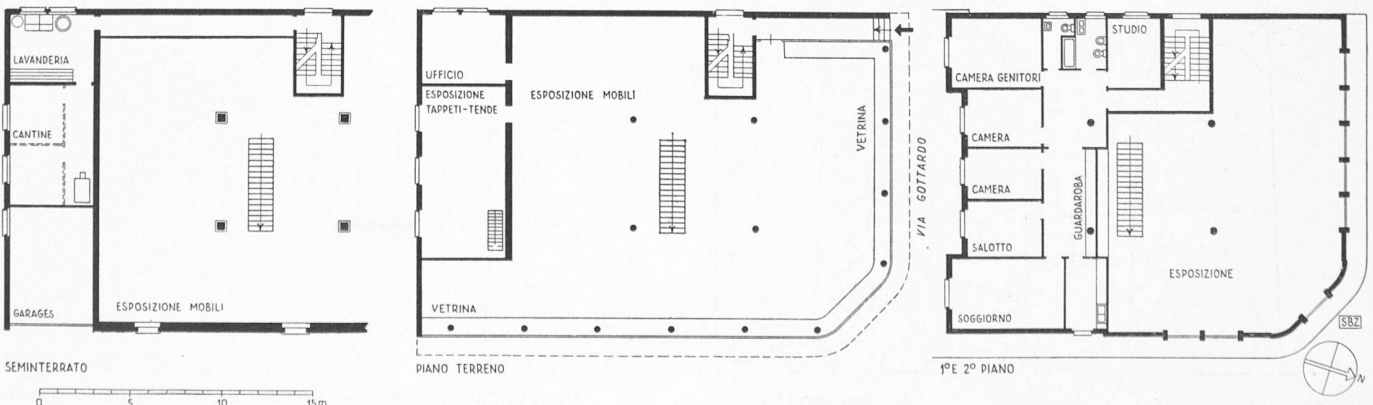 LAVANDERIA
CANTINE
GARAGES
ESPOSIZIONE MOBILI
SEMINTERRATO
0 5 10 15 m
UFFICIO
ESPOSIZIONE
TAPPETI-TENDE
ESPOSIZIONE MOBILI
VETRINA
VETRINA
VIA GOTTARDO
PIANO TERRENO
CAMERA GENITORI
STUDIO
CAMERA
CAMERA
SALOTTO
GUARDAROBA
SOGGIORNO
ESPOSIZIONE
SBZ
1º E 2º PIANO
N